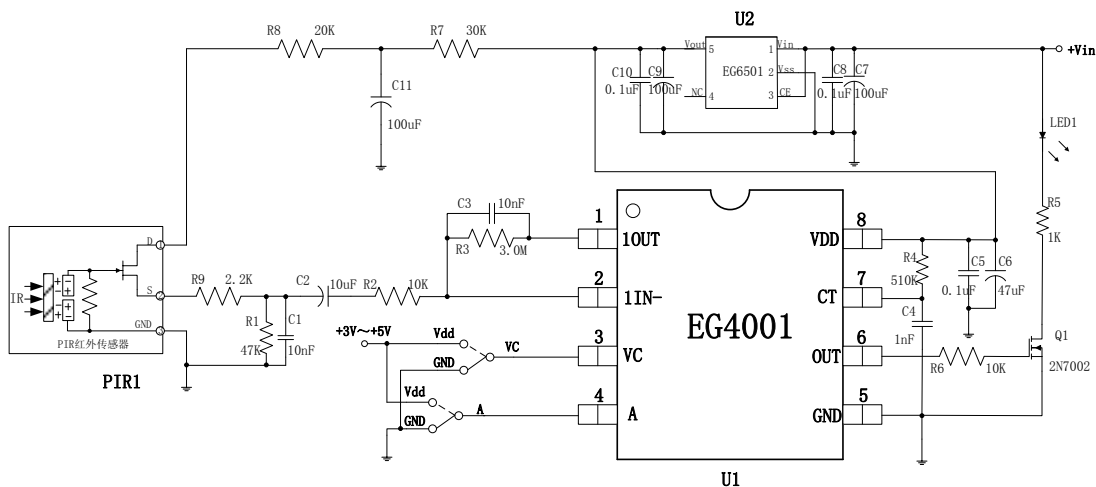 U2
R8 20K
R7 30K
Vout 5
1 Vin
+Vin
EG6501
2 Vss
NC 4
3 CE
C10
0.1uF
C9
100uF
C8
0.1uF
C7
100uF
C11
100uF
LED1
R5
1K
C3 10nF
R3 3.0M
1
1OUT
2
1IN-
3
VC
4
A
EG4001
8
VDD
7
CT
6
OUT
5
GND
U1
R4
510K
C5
0.1uF
C6
47uF
C4
1nF
R6 10K
Q1
2N7002
D
S
GND
IR
PIR红外传感器
PIR1
R9 2.2K
C2 10uF
R2 10K
R1
47K
C1
10nF
+3V～+5V
Vdd
GND
VC
Vdd
GND
A